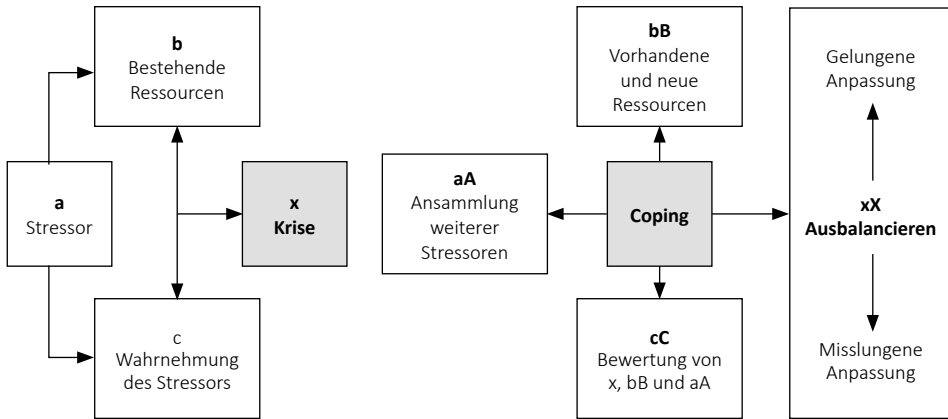 b
Bestehende
Ressourcen
a
Stressor
c
Wahrnehmung
des Stressors
x
Krise
aA
Ansammlung
weiterer
Stressoren
bB
Vorhandene
und neue
Ressourcen
Coping
cC
Bewertung von
x, bB und aA
Gelungene
Anpassung
xX
Ausbalancieren
Misslungene
Anpassung